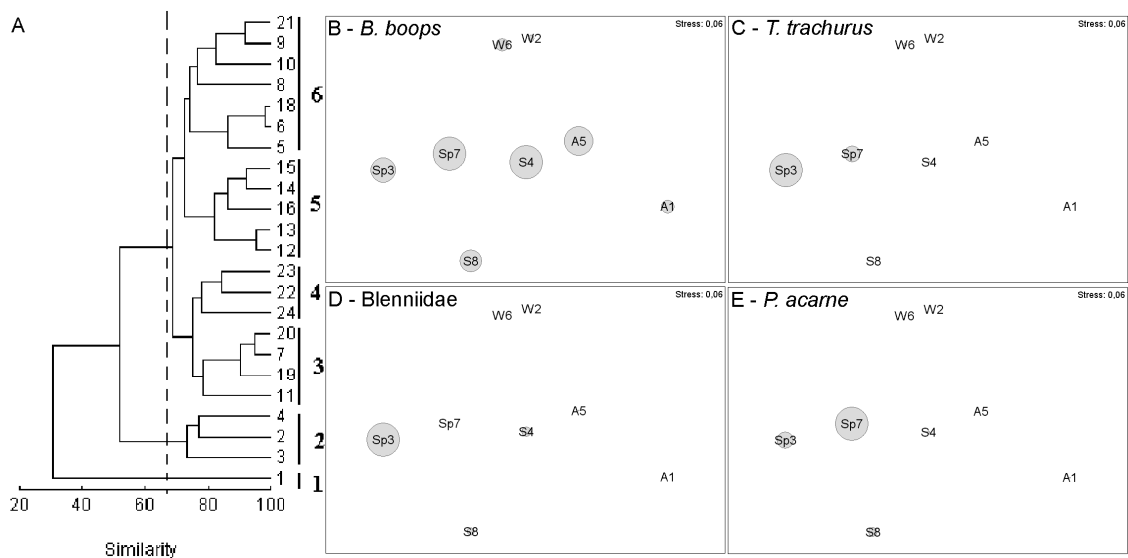 A
21
9
10
8
18
6
5
6
15
14
16
13
12
5
23
22
24
4
20
7
19
11
3
4
2
3
2
1
1
20 40 60 80 100
Similarity
B - B. boops
Stress: 0,06
W6 W2
A5
Sp7
S4
Sp3
A1
S8
C - T. trachurus
Stress: 0,06
W6 W2
A5
Sp7
S4
Sp3
A1
S8
D - Blenniidae
Stress: 0,06
W6 W2
A5
Sp7
S4
Sp3
A1
S8
E - P. acarne
Stress: 0,06
W6 W2
A5
Sp7
S4
Sp3
A1
S8